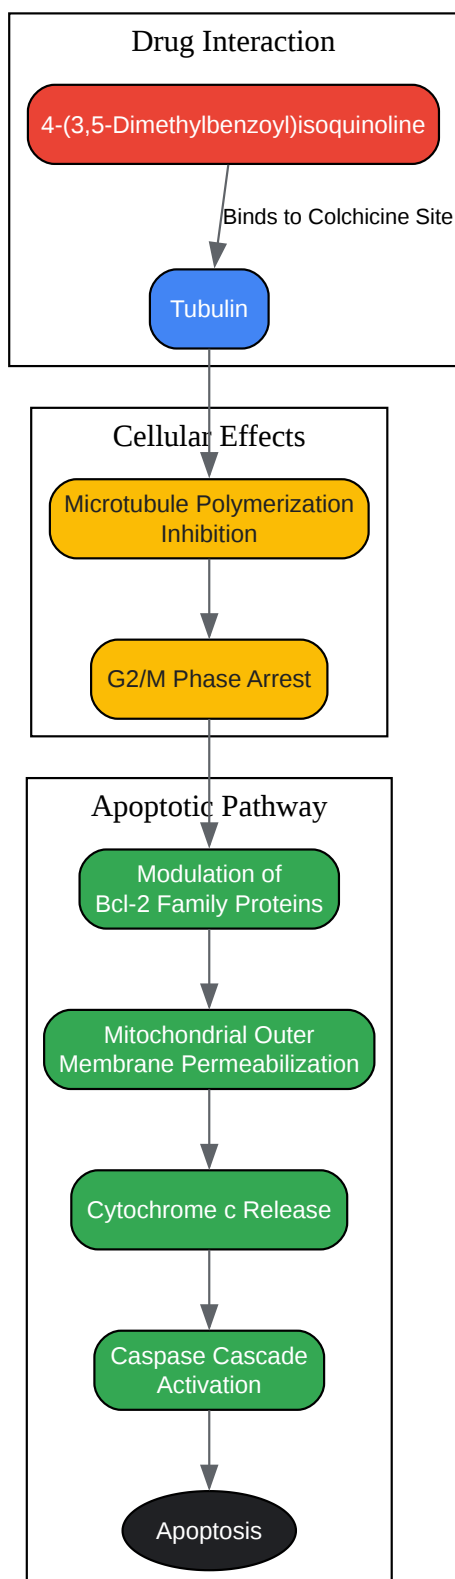 Drug Interaction
4-(3,5-Dimethylbenzoyl)isoquinoline
Binds to Colchicine Site
Tubulin
Cellular Effects
Microtubule Polymerization
Inhibition
G2/M Phase Arrest
Apoptotic Pathway
Modulation of
Bcl-2 Family Proteins
Mitochondrial Outer
Membrane Permeabilization
Cytochrome c Release
Caspase Cascade
Activation
Apoptosis